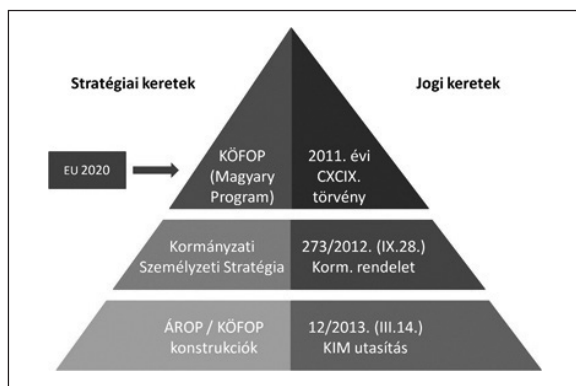 Stratégiai keretek
Jogi keretek
EU 2020
KÖFOP
(Magyary
Program)
2011. évi
CXCIX.
törvény
Kormányzati
Személyzeti Stratégia
273/2012. (IX.28.)
Korm. rendelet
ÁROP / KÖFOP
konstrukciók
12/2013. (III.14.)
KIM utasítás